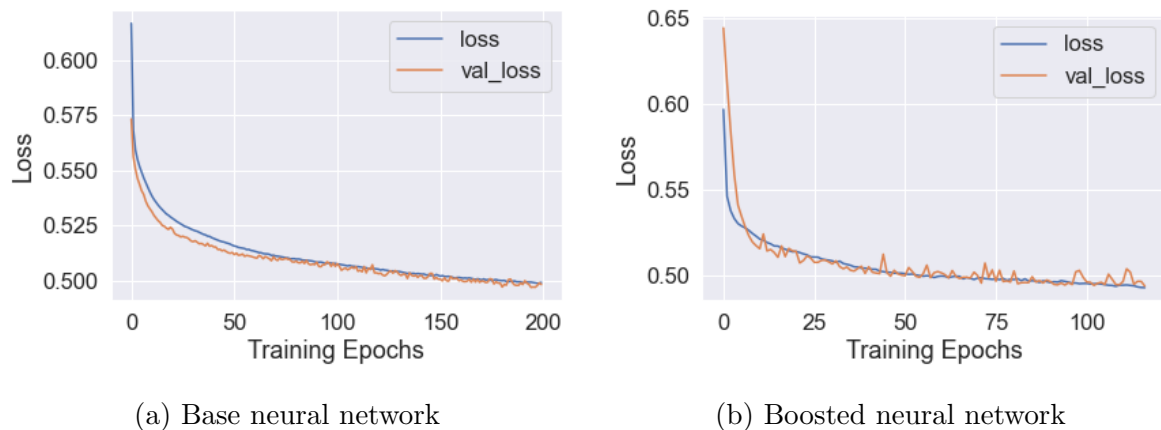 loss
val_loss
0.600
0.575
0.550
0.525
0.500
Loss
0
50
100
150
200
Training Epochs
(a) Base neural network
loss
val_loss
0.65
0.60
0.55
0.50
Loss
0
25
50
75
100
Training Epochs
(b) Boosted neural network